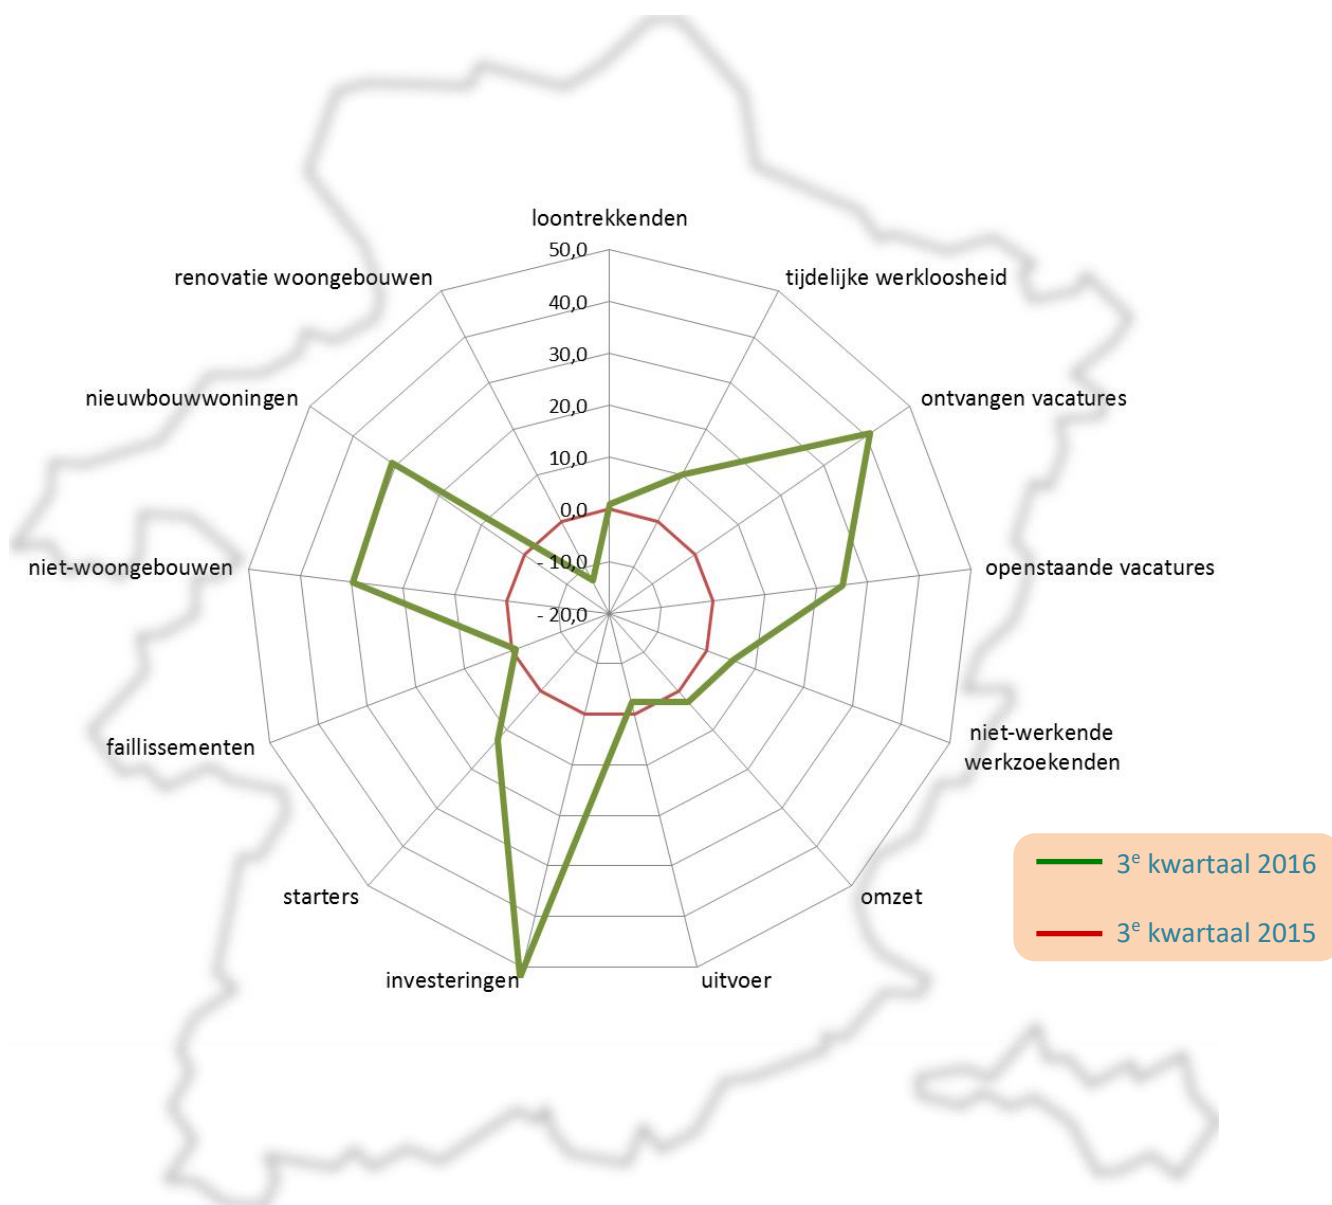 loontrekkenden
50,0
renovatie woongebouwen
tijdelijke werkloosheid
40,0
30,0
nieuwbouwwoningen
ontvangen vacatures
20,0
10,0
0,0
- 10,0
niet-woongebouwen
openstaande vacatures
- 20,0
niet-werkende
werkzoekenden
faillissementen
starters
omzet
investeringen
uitvoer
3e kwartaal 2016
3e kwartaal 2015